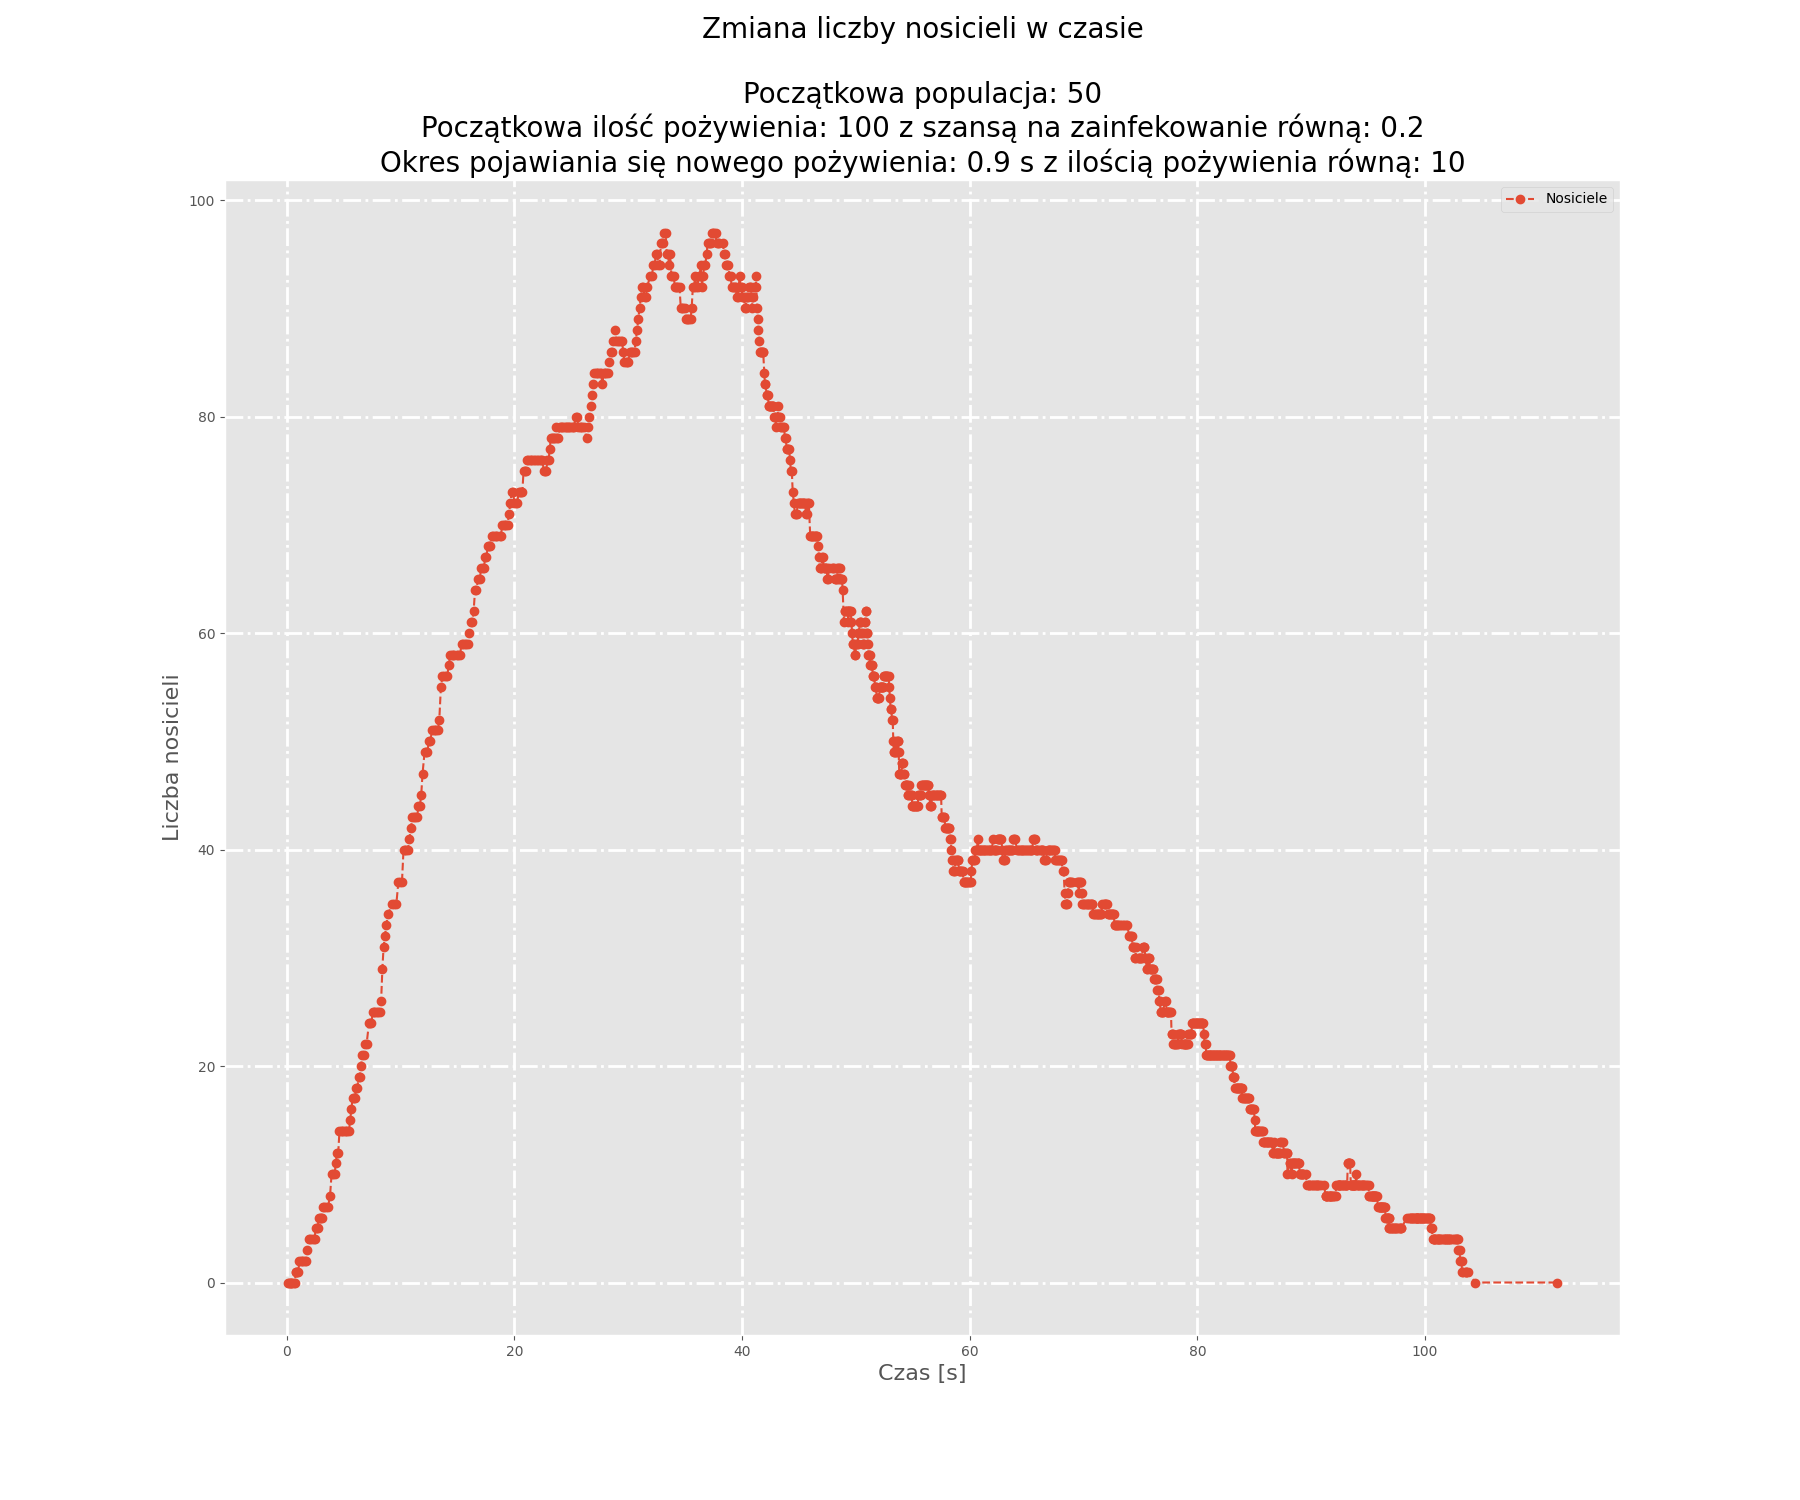 Zmiana liczby nosicieli w czasie
Początkowa populacja: 50
Początkowa ilość pożywienia: 100 z szansą na zainfekowanie równą: 0.2
Okres pojawiania się nowego pożywienia: 0.9 s z ilością pożywienia równą: 10
Nosiciele
100
80
60
40
20
0
Liczba nosicieli
0 20 40 60 80 100
Czas [s]